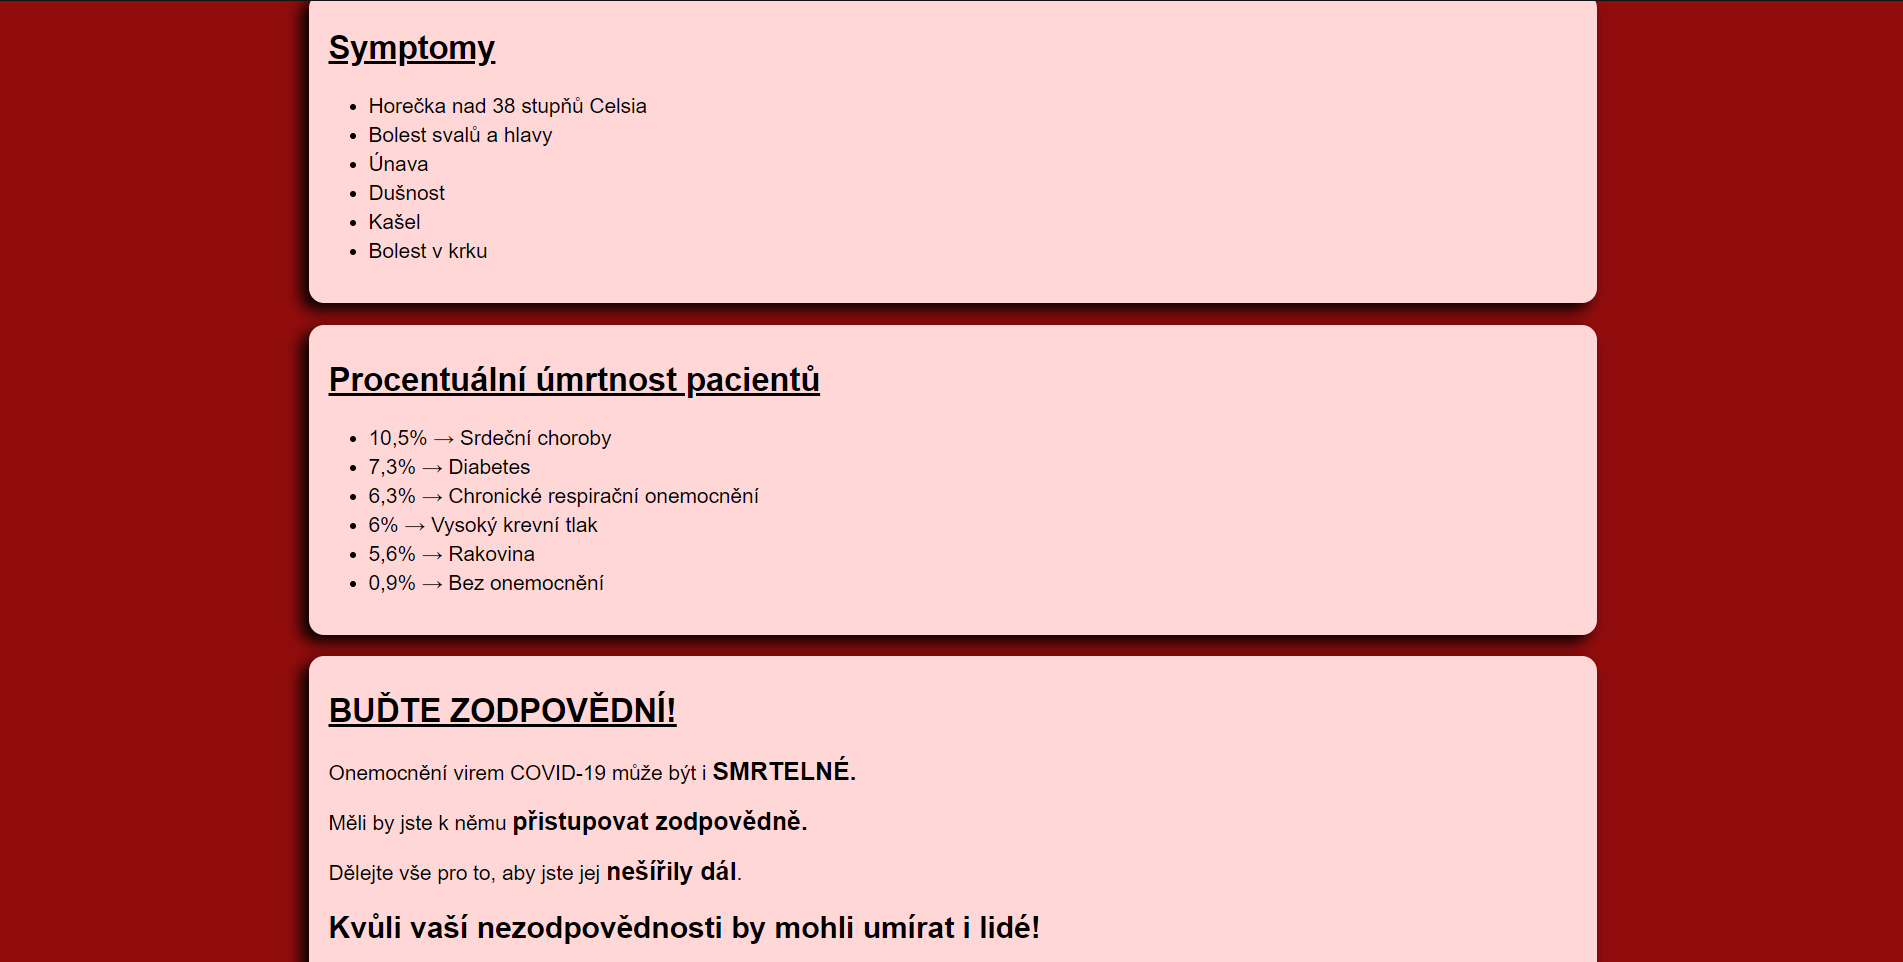 Symptomy
• Horečka nad 38 stupňů Celsia
• Bolest svalů a hlavy
• Únava
• Dušnost
• Kašel
• Bolest v krku
Procentuální úmrtnost pacientů
• 10,5% → Srdeční choroby
• 7,3% → Diabetes
• 6,3% → Chronické respirační onemocnění
• 6% → Vysoký krevní tlak
• 5,6% → Rakovina
• 0,9% → Bez onemocnění
BUĎTE ZODPOVĚDNÍ!
Onemocnění virem COVID-19 může být i SMRTELNÉ.
Měli by jste k němu přistupovat zodpovědně.
Dělejte vše pro to, aby jste jej nešířily dál.
Kvůli vaší nezodpovědnosti by mohli umírat i lidé!